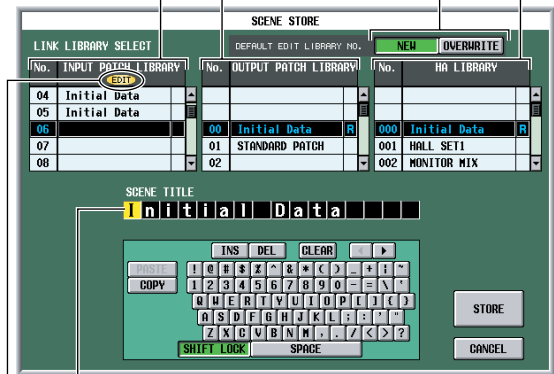 SCENE STORE
LINK LIBRARY SELECT DEFAULT EDIT LIBRARY NO. NEW OVERWRITE
No. INPUT PATCH LIBRARY No. OUTPUT PATCH LIBRARY No. HA LIBRARY
EDIT
04 Initial Data
05 Initial Data
06 00 Initial Data R 000 Initial Data R
07 01 STANDARD PATCH 001 HALL SET1
08 02 002 MONITOR MIX
SCENE TITLE
Initial Data
INS DEL CLEAR
PASTE ! @ # $ % ^ & * ( ) _ + | ~
COPY 1 2 3 4 5 6 7 8 9 0 - = \ `
Q W E R T Y U I O P [ ] { }
A S D F G H J K L ; : ' "
Z X C V B N M , . / < > ?
SHIFT LOCK SPACE
STORE
CANCEL